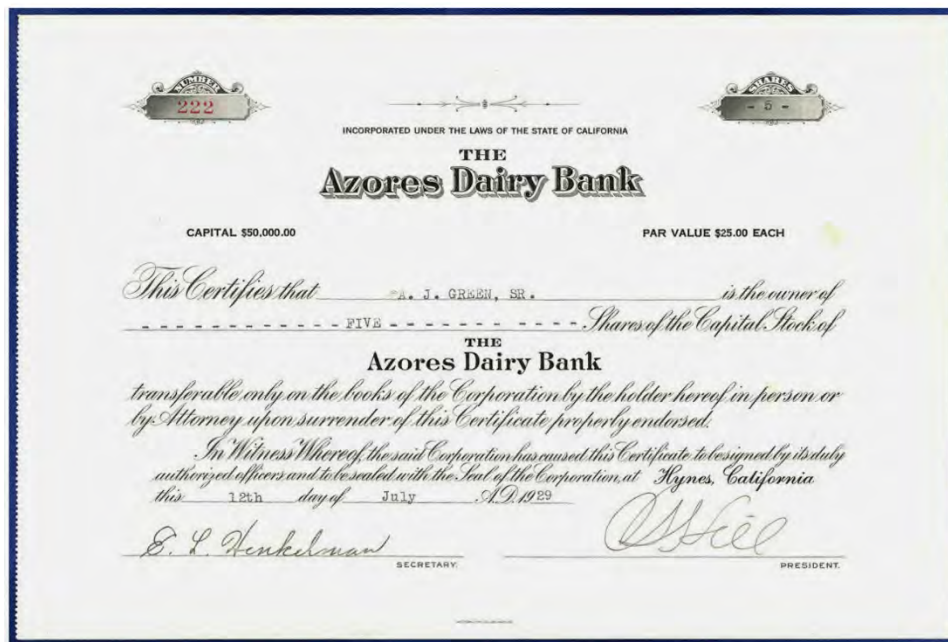 NUMBER
222
SHARES
- 5 -
INCORPORATED UNDER THE LAWS OF THE STATE OF CALIFORNIA
THE
Azores Dairy Bank
CAPITAL $50,000.00 PAR VALUE $25.00 EACH
This Certifies that A. J. GREEN, SR. is the owner of
- - - - - - - - - - - - - FIVE - - - - - - - - - - - Shares of the Capital Stock of
THE
Azores Dairy Bank
transferable only on the books of the Corporation by the holder hereof in person or
by Attorney upon surrender of this Certificate properly endorsed.
In Witness Whereof, the said Corporation has caused this Certificate to be signed by its duly
authorized officers and to be sealed with the Seal of the Corporation, at Hynes, California
this 12th day of July A.D. 1929
E. L. Henkelman
SECRETARY. PRESIDENT.